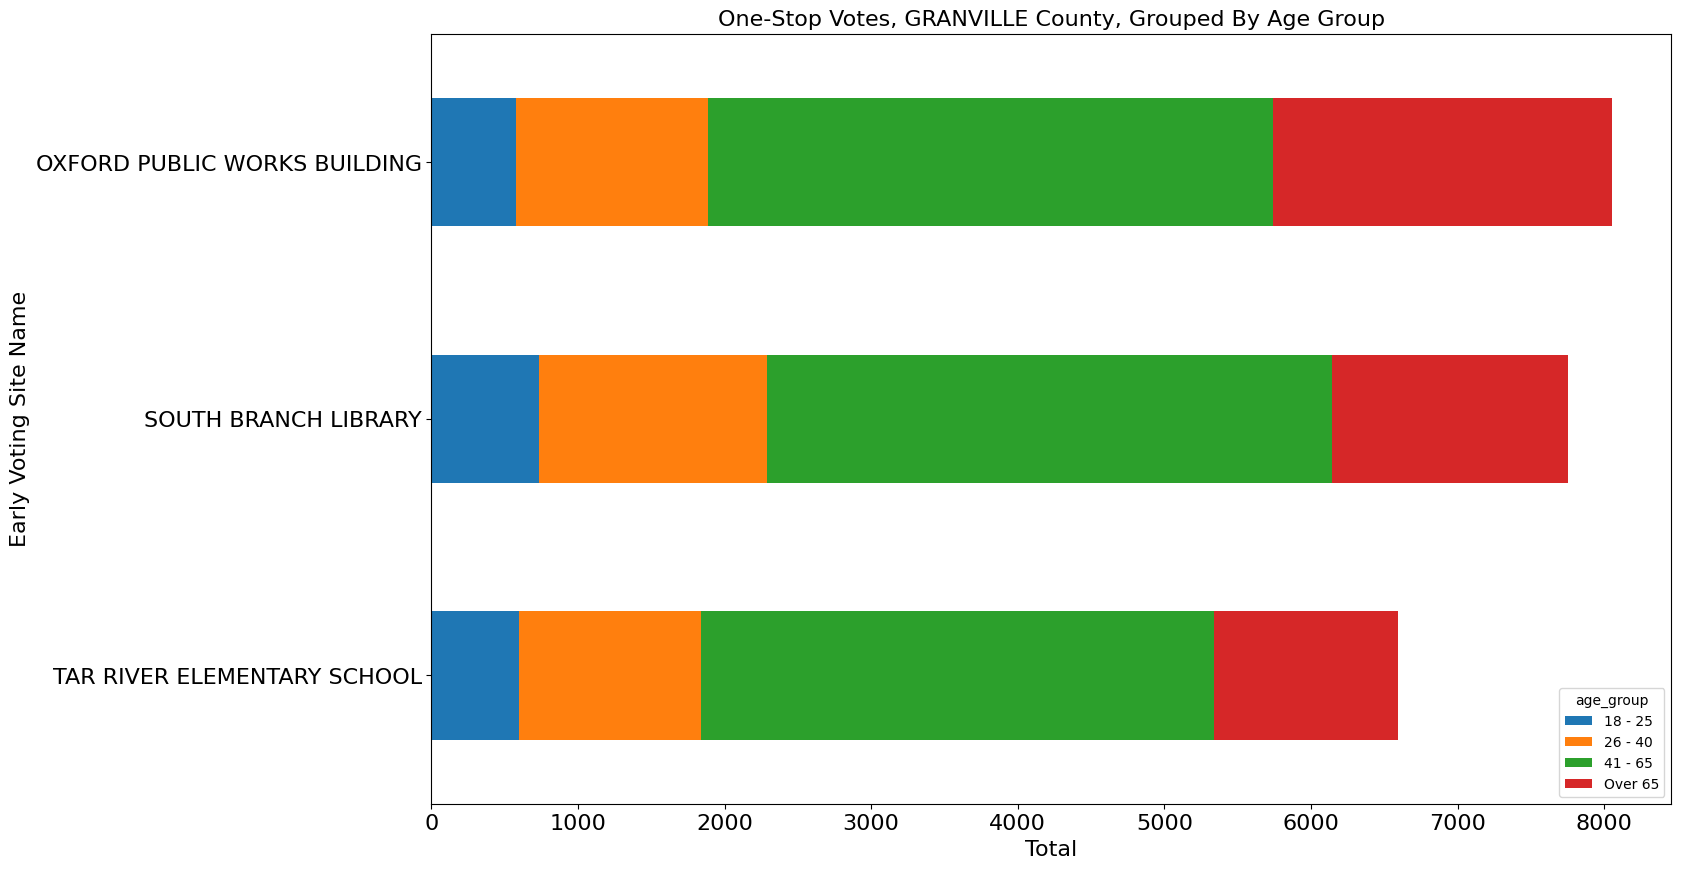 One-Stop Votes, GRANVILLE County, Grouped By Age Group
Early Voting Site Name
OXFORD PUBLIC WORKS BUILDING
SOUTH BRANCH LIBRARY
TAR RIVER ELEMENTARY SCHOOL
age_group
18 - 25
26 - 40
41 - 65
Over 65
0 1000 2000 3000 4000 5000 6000 7000 8000
Total